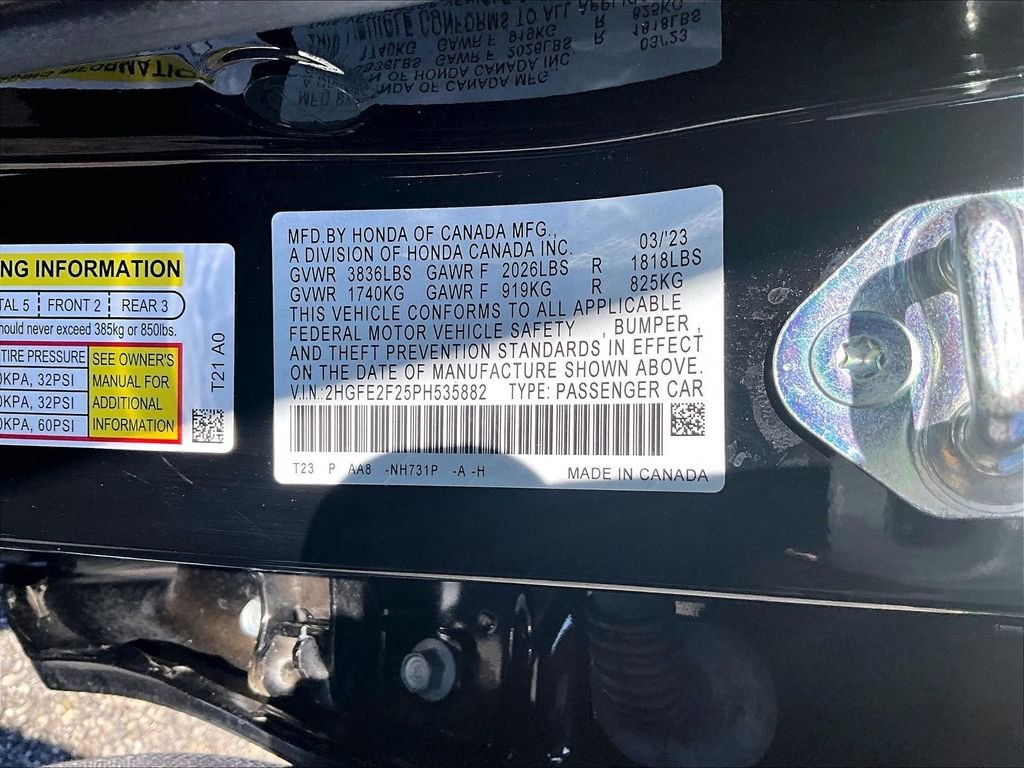 MFD.BY HONDA OF CANADA MFG., 03/'23
A DIVISION OF HONDA CANADA INC.
GVWR 3836LBS GAWR F 2026LBS R 1818LBS
GVWR 1740KG GAWR F 919KG R 825KG
THIS VEHICLE CONFORMS TO ALL APPLICABLE
FEDERAL MOTOR VEHICLE SAFETY , BUMPER ,
AND THEFT PREVENTION STANDARDS IN EFFECT
ON THE DATE OF MANUFACTURE SHOWN ABOVE.
V.I.N.:2HGFE2F25PH535882 TYPE: PASSENGER CAR
T23 P AA8 -NH731P -A -H MADE IN CANADA
NG INFORMATION
TAL 5 FRONT 2 REAR 3
hould never exceed 385kg or 850lbs.
TIRE PRESSURE
0KPA, 32PSI
0KPA, 32PSI
0KPA, 60PSI
SEE OWNER'S
MANUAL FOR
ADDITIONAL
INFORMATION
T21 A0